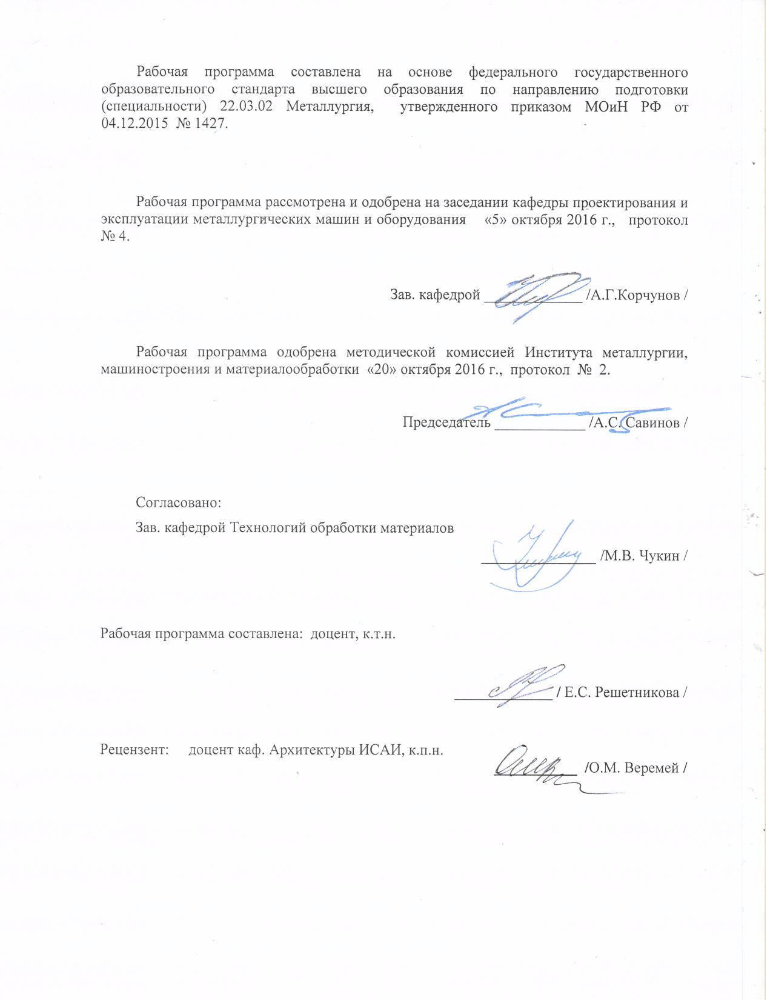 Рабочая программа составлена на основе федерального государственного
образовательного стандарта высшего образования по направлению подготовки
(специальности) 22.03.02 Металлургия, утвержденного приказом МОиН РФ от
04.12.2015 № 1427.
Рабочая программа рассмотрена и одобрена на заседании кафедры проектирования и
эксплуатации металлургических машин и оборудования «5» октября 2016 г., протокол
№ 4.
Зав. кафедрой _____________ /А.Г.Корчунов /
Рабочая программа одобрена методической комиссией Института металлургии,
машиностроения и материалообработки «20» октября 2016 г., протокол № 2.
Председатель ____________ /А.С. Савинов /
Согласовано:
Зав. кафедрой Технологий обработки материалов
_______________ /М.В. Чукин /
Рабочая программа составлена: доцент, к.т.н.
_____________ / Е.С. Решетникова /
Рецензент: доцент каф. Архитектуры ИСАИ, к.п.н.
___________ /О.М. Веремей /